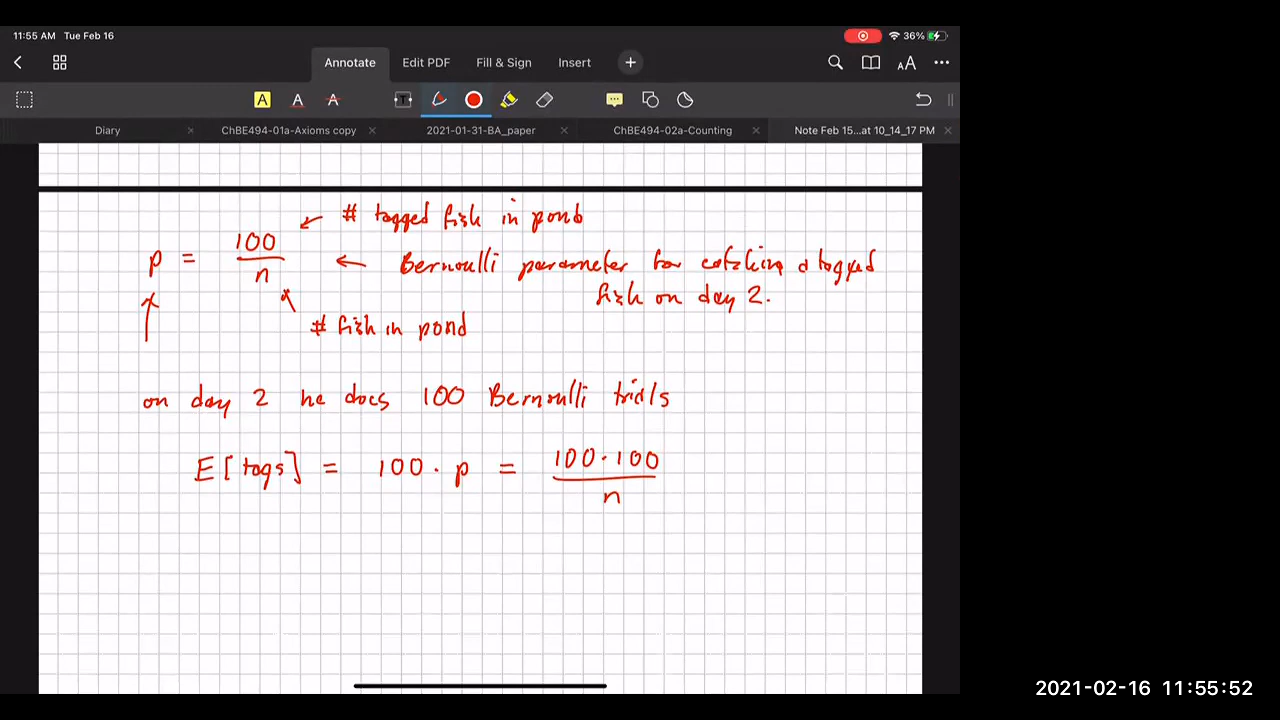 11:55 AM Tue Feb 16 36%
Annotate Edit PDF Fill & Sign Insert
Diary ChBE494-01a-Axioms copy 2021-01-31-BA_paper ChBE494-02a-Counting Note Feb 15...at 10_14_17 PM
# tagged fish in pond
p = 100/n ← Bernoulli parameter for catching a tagged
fish on day 2.
# fish in pond
on day 2 he does 100 Bernoulli trials
E[tags] = 100 · p = 100·100/n
2021-02-16 11:55:52